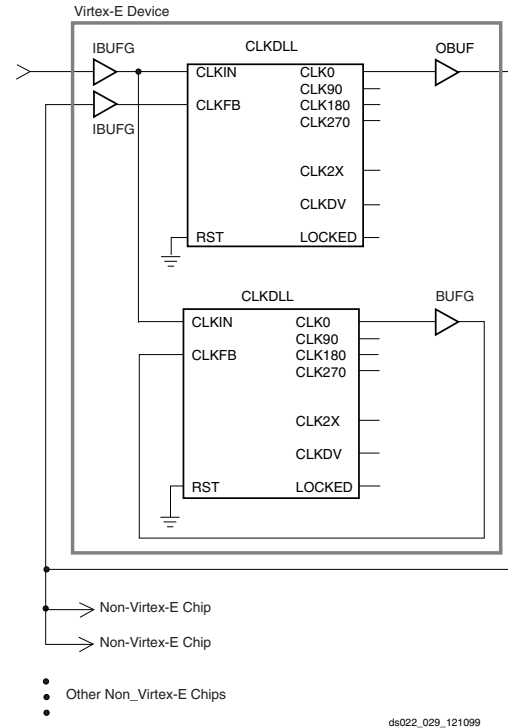 Virtex-E Device
IBUFG
CLKDLL
OBUF
CLKIN
CLK0
CLK90
CLKFB
CLK180
CLK270
IBUFG
CLK2X
CLKDV
RST
LOCKED
CLKDLL
BUFG
CLKIN
CLK0
CLK90
CLKFB
CLK180
CLK270
CLK2X
CLKDV
RST
LOCKED
Non-Virtex-E Chip
Non-Virtex-E Chip
Other Non_Virtex-E Chips
ds022_029_121099